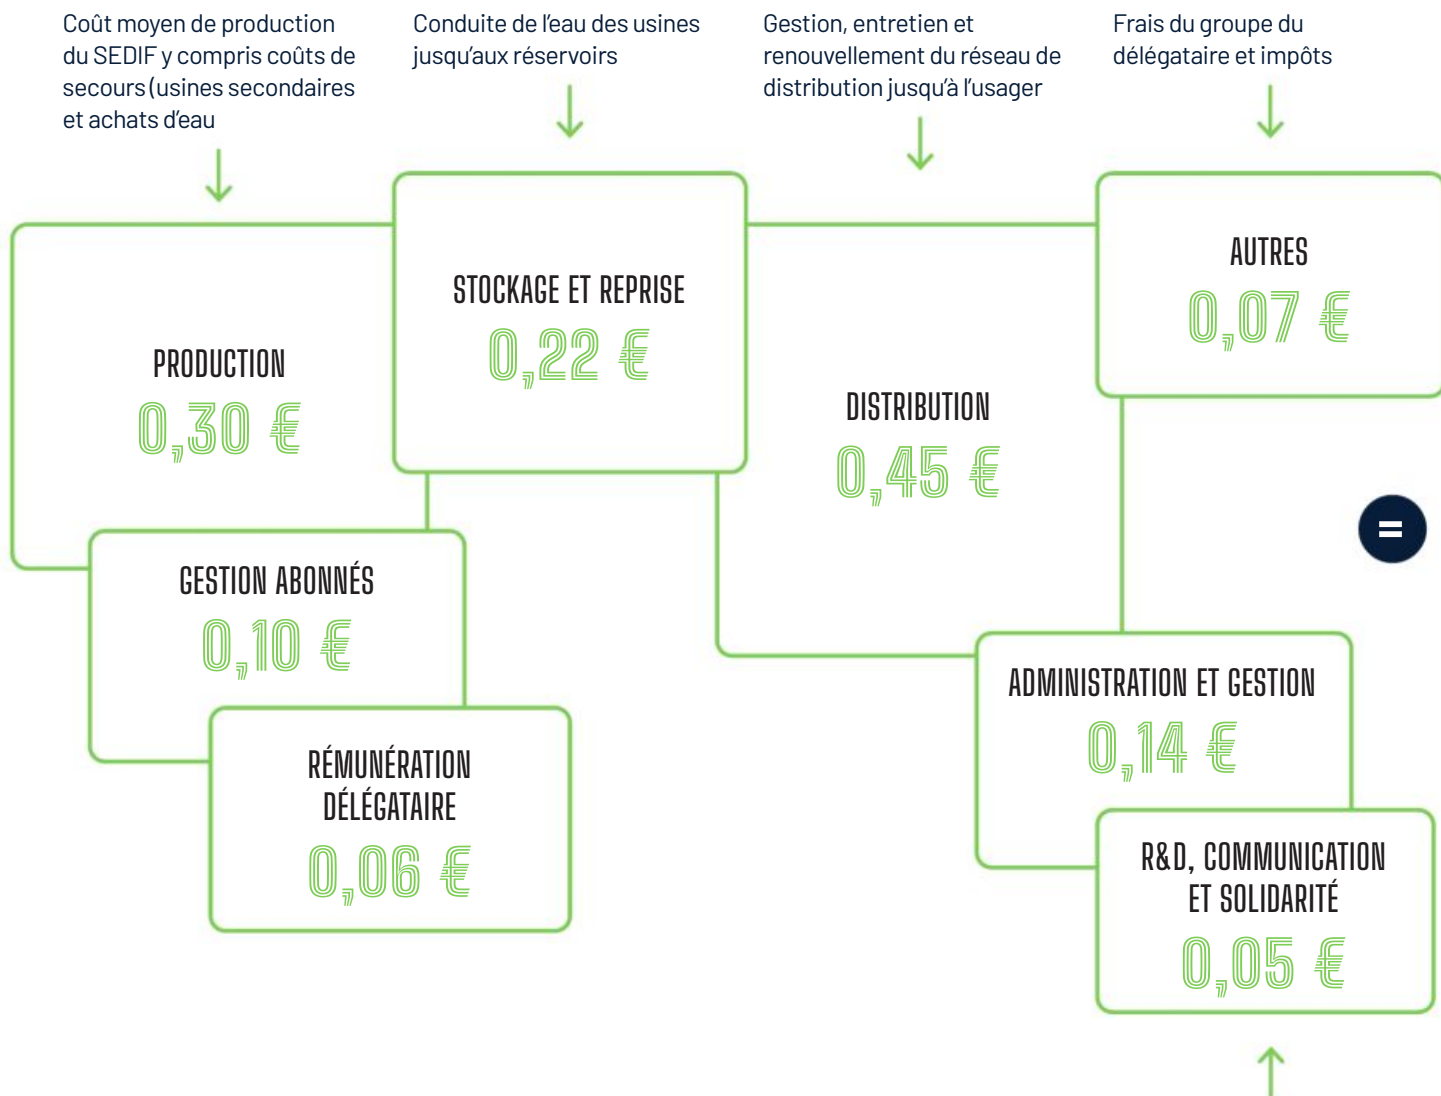 Coût moyen de production
du SEDIF y compris coûts de
secours (usines secondaires
et achats d'eau
Conduite de l'eau des usines
jusqu'aux réservoirs
Gestion, entretien et
renouvellement du réseau de
distribution jusqu'à l'usager
Frais du groupe du
délégataire et impôts
PRODUCTION
0,30 €
STOCKAGE ET REPRISE
0,22 €
DISTRIBUTION
0,45 €
AUTRES
0,07 €
=
GESTION ABONNÉS
0,10 €
RÉMUNÉRATION
DÉLÉGATAIRE
0,06 €
ADMINISTRATION ET GESTION
0,14 €
R&D, COMMUNICATION
ET SOLIDARITÉ
0,05 €